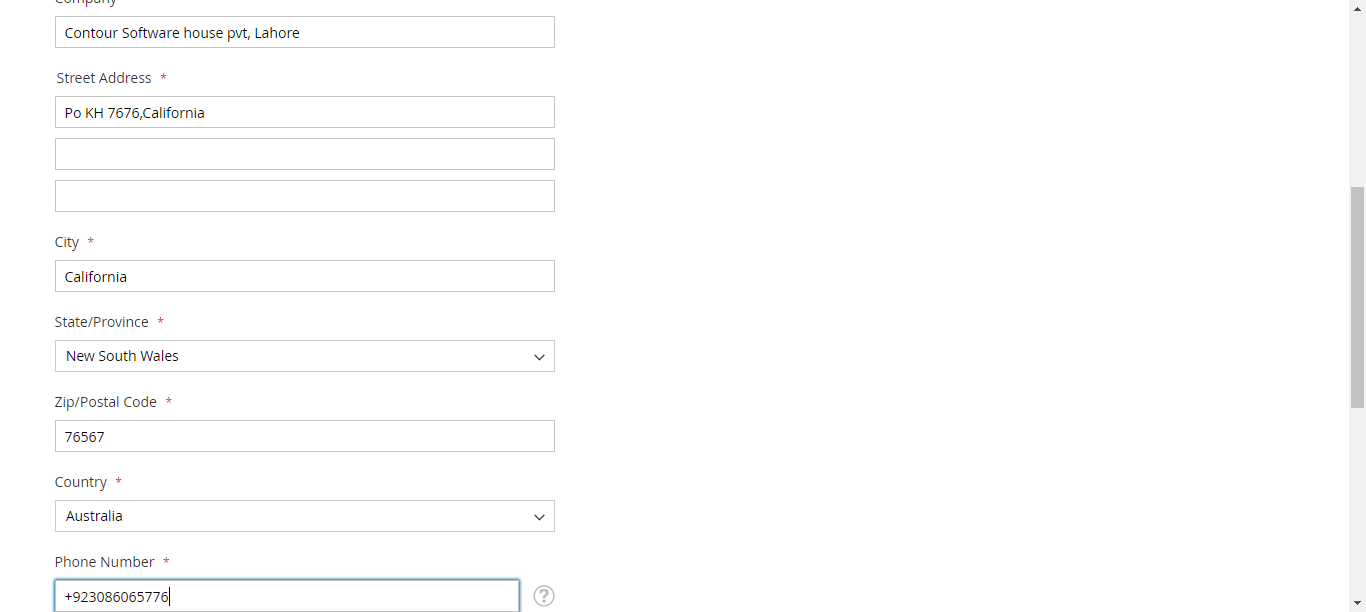 Company
Contour Software house pvt, Lahore
Street Address *
Po KH 7676,California
City *
California
State/Province *
New South Wales
Zip/Postal Code *
76567
Country *
Australia
Phone Number *
+923086065776
?